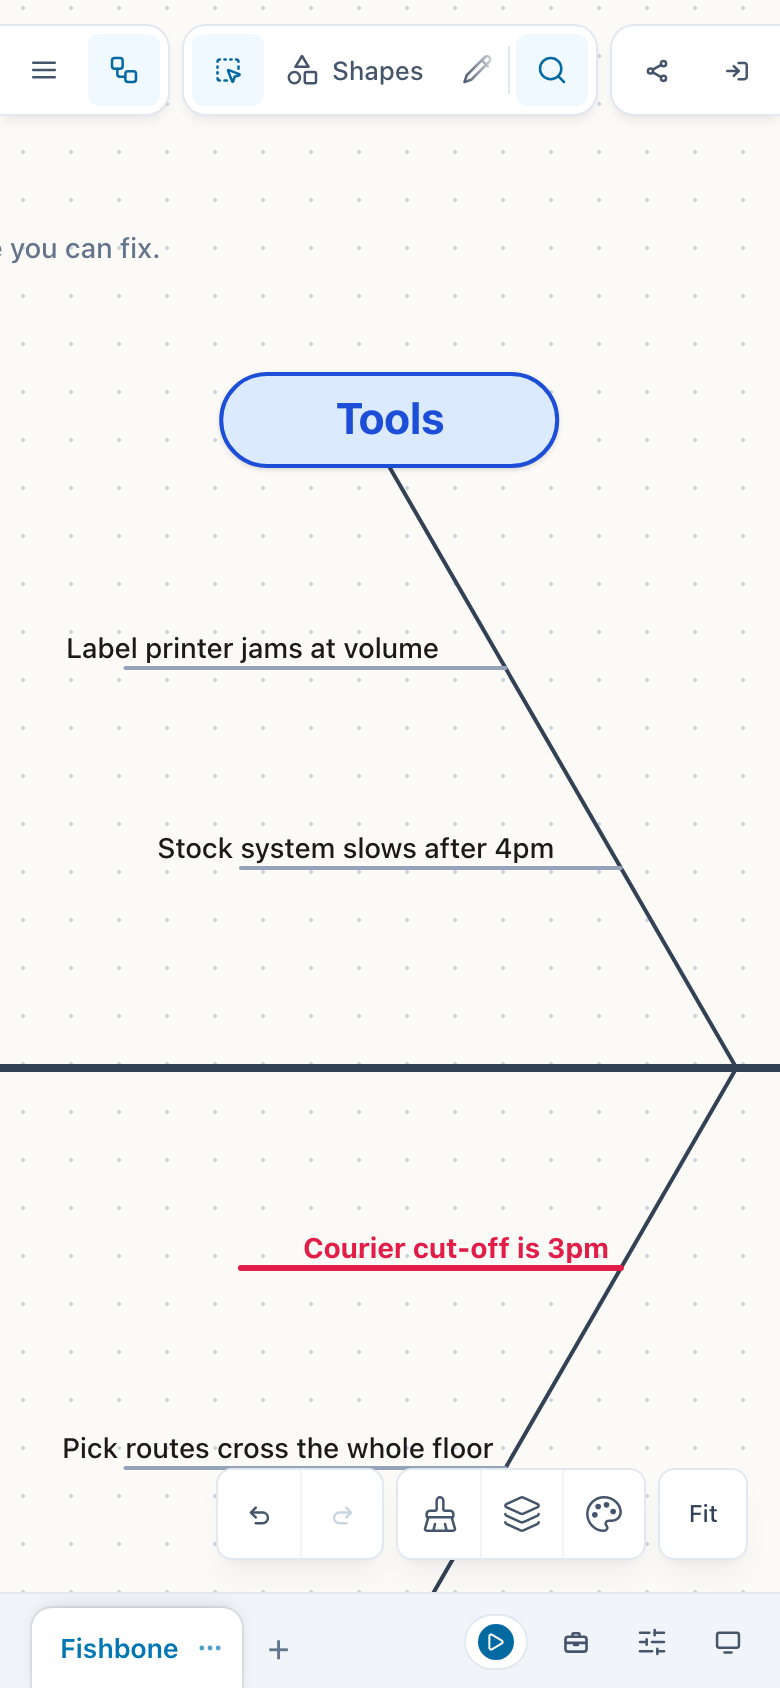 Shapes
you can fix.
Tools
Label printer jams at volume
Stock system slows after 4pm
Courier cut-off is 3pm
Pick routes cross the whole floor
Fit
Fishbone